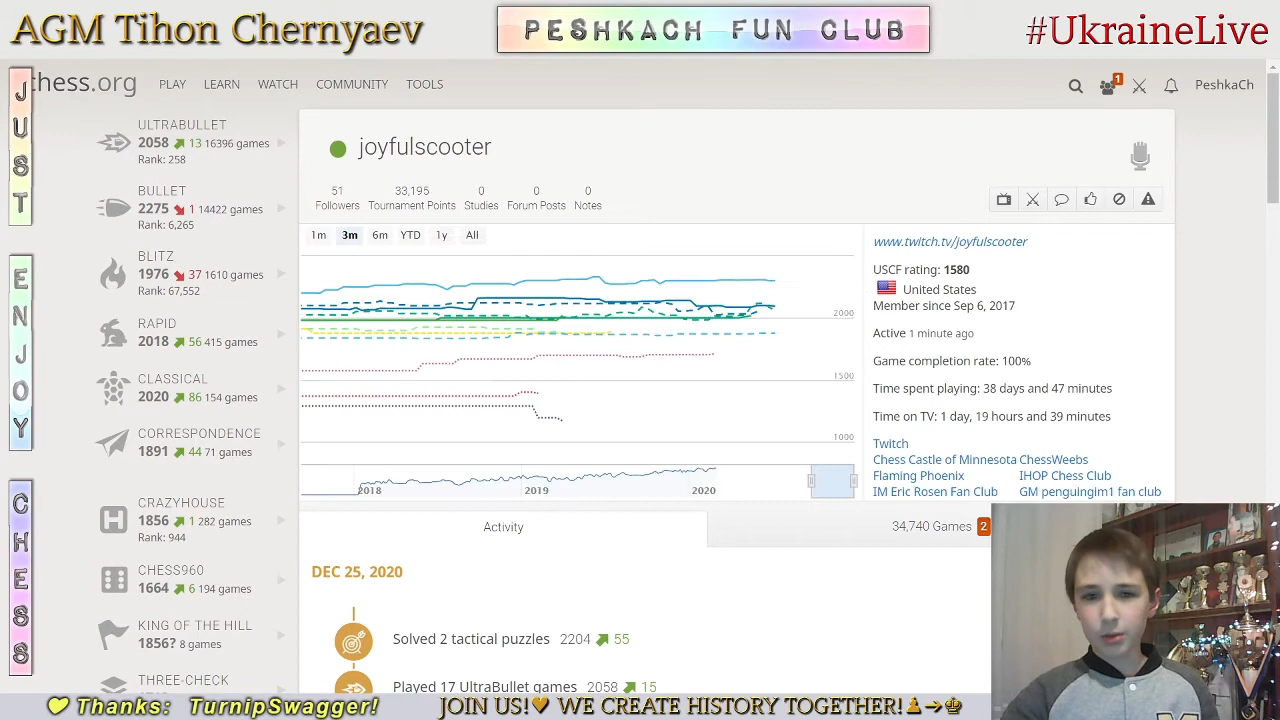 AGM Tihon Chernyaev
PESHKACH FUN CLUB
#UkraineLive
JUST
ENJOY
CHESS
chess.org
PLAY LEARN WATCH COMMUNITY TOOLS
1
PeshkaCh
ULTRABULLET
2058 13 16396 games
Rank: 258
BULLET
2275 1 14422 games
Rank: 6,265
BLITZ
1976 37 1610 games
Rank: 67,552
RAPID
2018 56 415 games
CLASSICAL
2020 86 154 games
CORRESPONDENCE
1891 44 71 games
CRAZYHOUSE
1856 1 282 games
Rank: 944
CHESS960
1664 6 194 games
KING OF THE HILL
1856? 8 games
THREE-CHECK
joyfulscooter
51 33,195 0 0 0
Followers Tournament Points Studies Forum Posts Notes
1m 3m 6m YTD 1y All
2000
1500
1000
2018 2019 2020
www.twitch.tv/joyfulscooter
USCF rating: 1580
United States
Member since Sep 6, 2017
Active 1 minute ago
Game completion rate: 100%
Time spent playing: 38 days and 47 minutes
Time on TV: 1 day, 19 hours and 39 minutes
Twitch
Chess Castle of Minnesota ChessWeebs
Flaming Phoenix IHOP Chess Club
IM Eric Rosen Fan Club GM penguingim1 fan club
Activity
34,740 Games 2
DEC 25, 2020
Solved 2 tactical puzzles 2204 55
Played 17 UltraBullet games 2058 15
Thanks: TurnipSwagger!
JOIN US! WE CREATE HISTORY TOGETHER!